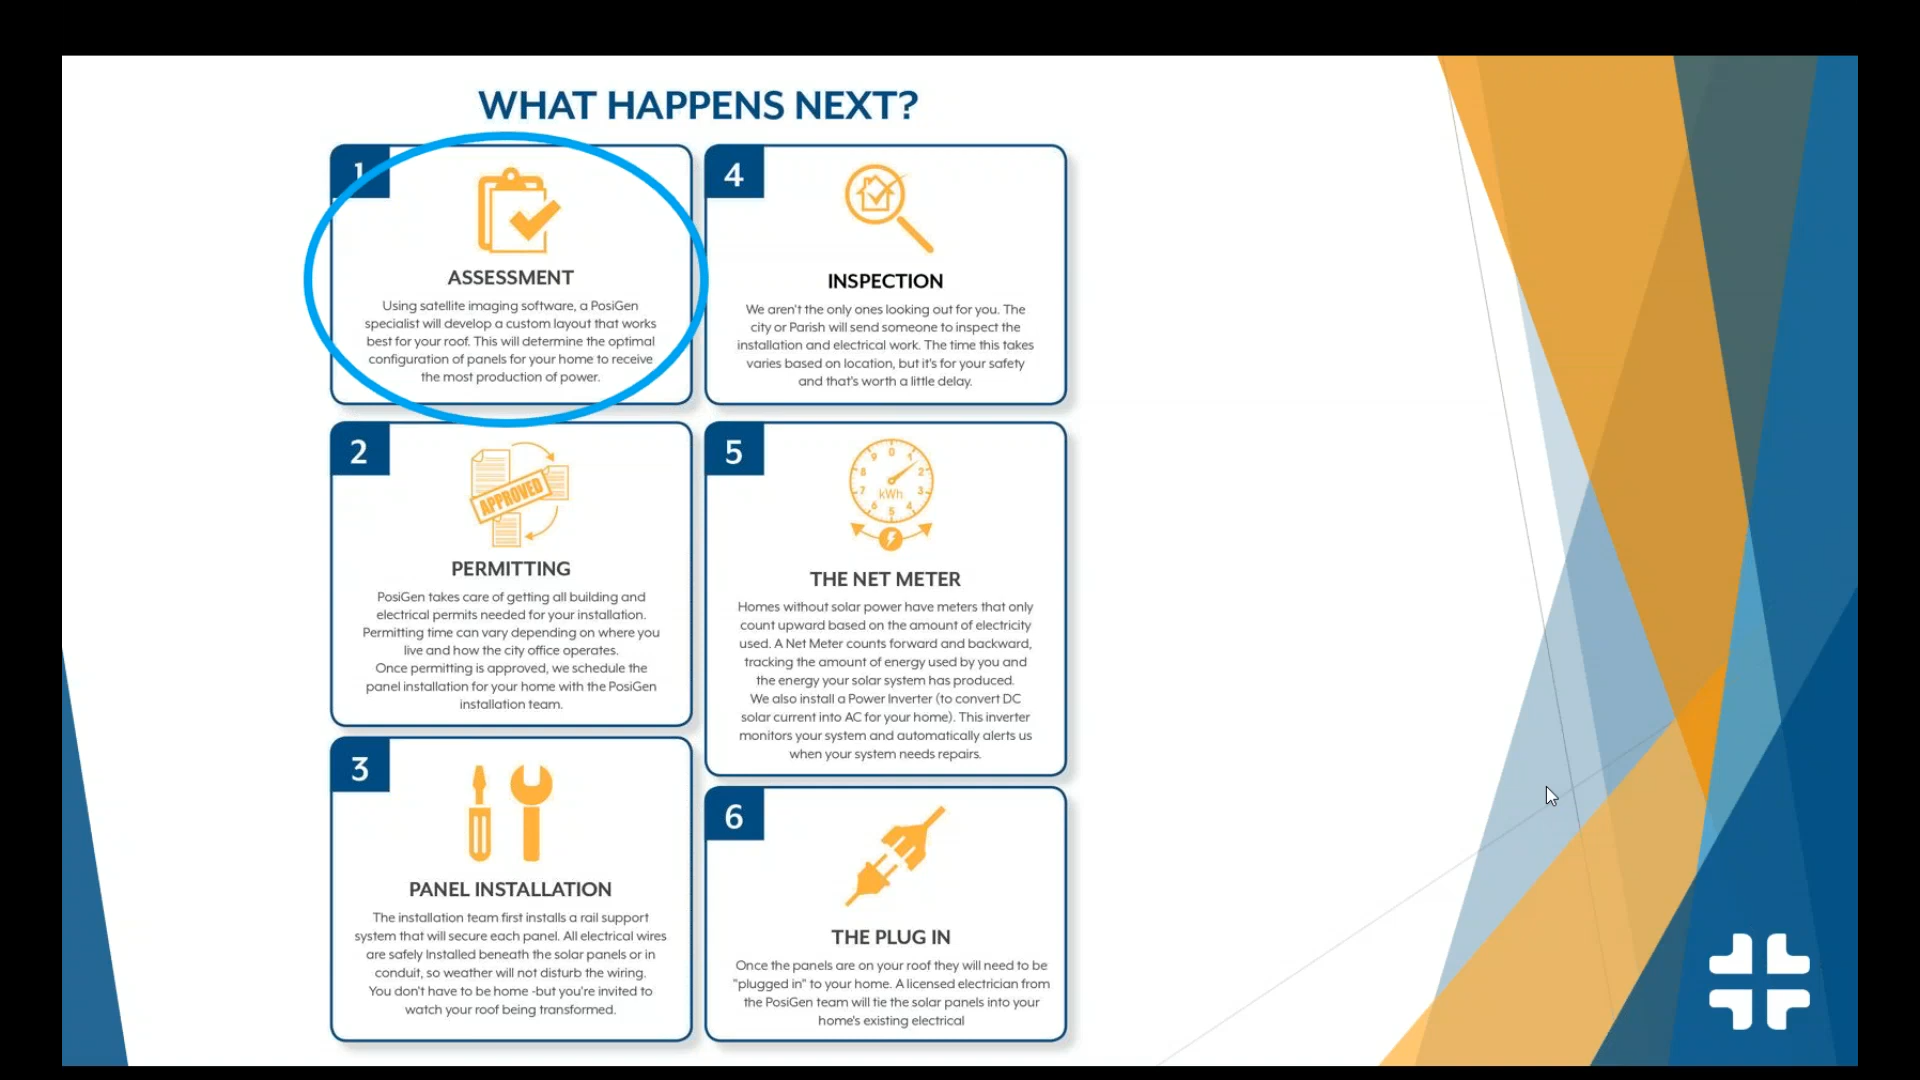 WHAT HAPPENS NEXT?
1
ASSESSMENT
Using satellite imaging software, a PosiGen
specialist will develop a custom layout that works
best for your roof. This will determine the optimal
configuration of panels for your home to receive
the most production of power.
2
APPROVED
PERMITTING
PosiGen takes care of getting all building and
electrical permits needed for your installation.
Permitting time can vary depending on where you
live and how the city office operates.
Once permitting is approved, we schedule the
panel installation for your home with the PosiGen
installation team.
3
PANEL INSTALLATION
The installation team first installs a rail support
system that will secure each panel. All electrical wires
are safely Installed beneath the solar panels or in
conduit, so weather will not disturb the wiring.
You don't have to be home -but you're invited to
watch your roof being transformed.
4
INSPECTION
We aren't the only ones looking out for you. The
city or Parish will send someone to inspect the
installation and electrical work. The time this takes
varies based on location, but it's for your safety
and that's worth a little delay.
5
9 0 1
8 2
kWh
7 3
6 5 4
THE NET METER
Homes without solar power have meters that only
count upward based on the amount of electricity
used. A Net Meter counts forward and backward,
tracking the amount of energy used by you and
the energy your solar system has produced.
We also install a Power Inverter (to convert DC
solar current into AC for your home). This inverter
monitors your system and automatically alerts us
when your system needs repairs.
6
THE PLUG IN
Once the panels are on your roof they will need to be
"plugged in" to your home. A licensed electrician from
the PosiGen team will tie the solar panels into your
home's existing electrical